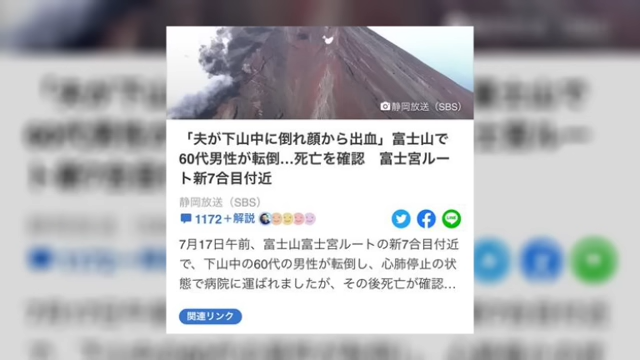 静岡放送（SBS）
「夫が下山中に倒れ顔から出血」富士山で
60代男性が転倒…死亡を確認　富士宮ルー
ト新7合目付近
静岡放送（SBS）
1172＋解説
7月17日午前、富士山富士宮ルートの新7合目付近
で、下山中の60代の男性が転倒し、心肺停止の状
態で病院に運ばれましたが、その後死亡が確認…
関連リンク